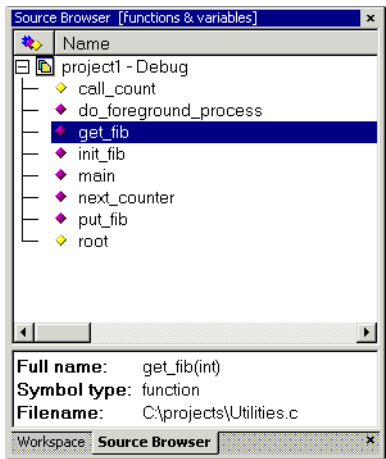 Source Browser [functions & variables]
Name
project1 - Debug
call_count
do_foreground_process
get_fib
init_fib
main
next_counter
put_fib
root
Full name: get_fib(int)
Symbol type: function
Filename: C:\projects\Utilities.c
Workspace Source Browser